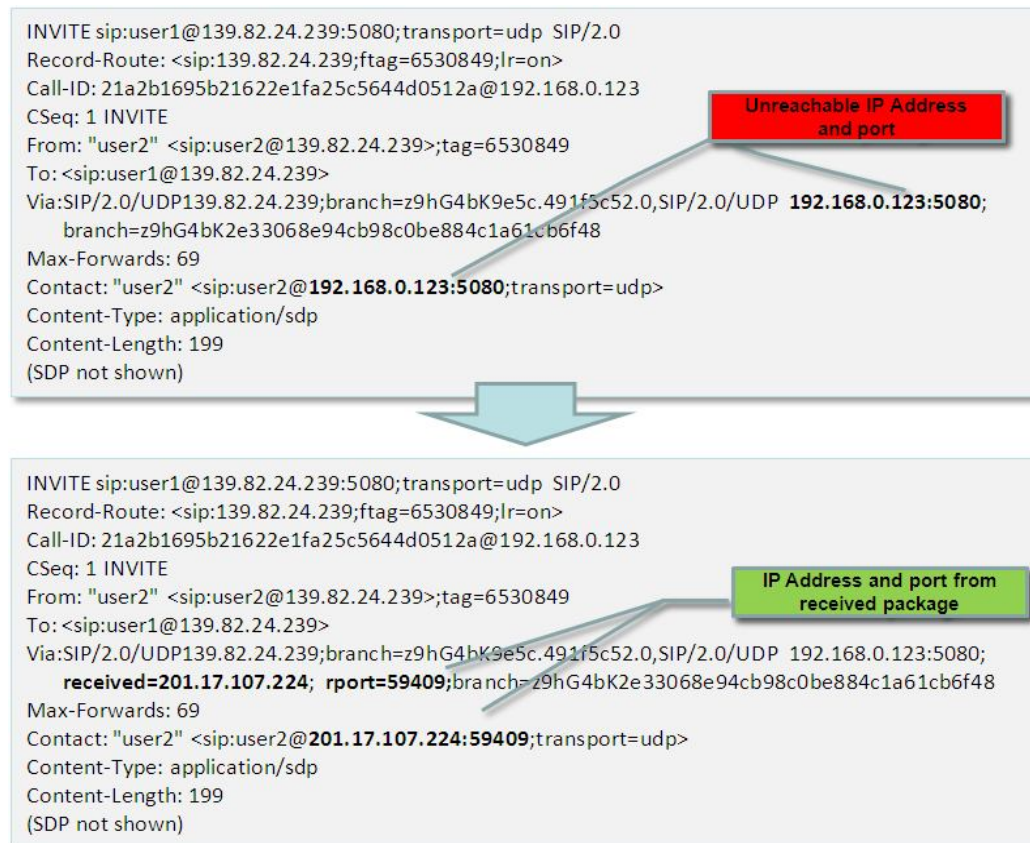 INVITE sip:user1@139.82.24.239:5080;transport=udp SIP/2.0
Record-Route: <sip:139.82.24.239;ftag=6530849;lr=on>
Call-ID: 21a2b1695b21622e1fa25c5644d0512a@192.168.0.123
CSeq: 1 INVITE
Unreachable IP Address
and port
From: "user2" <sip:user2@139.82.24.239>;tag=6530849
To: <sip:user1@139.82.24.239>
Via:SIP/2.0/UDP139.82.24.239;branch=z9hG4bK9e5c.491f5c52.0,SIP/2.0/UDP 192.168.0.123:5080;
branch=z9hG4bK2e33068e94cb98c0be884c1a61cb6f48
Max-Forwards: 69
Contact: "user2" <sip:user2@192.168.0.123:5080;transport=udp>
Content-Type: application/sdp
Content-Length: 199
(SDP not shown)
INVITE sip:user1@139.82.24.239:5080;transport=udp SIP/2.0
Record-Route: <sip:139.82.24.239;ftag=6530849;lr=on>
Call-ID: 21a2b1695b21622e1fa25c5644d0512a@192.168.0.123
CSeq: 1 INVITE
IP Address and port from
received package
From: "user2" <sip:user2@139.82.24.239>;tag=6530849
To: <sip:user1@139.82.24.239>
Via:SIP/2.0/UDP139.82.24.239;branch=z9hG4bK9e5c.491f5c52.0,SIP/2.0/UDP 192.168.0.123:5080;
received=201.17.107.224; rport=59409;branch=z9hG4bK2e33068e94cb98c0be884c1a61cb6f48
Max-Forwards: 69
Contact: "user2" <sip:user2@201.17.107.224:59409;transport=udp>
Content-Type: application/sdp
Content-Length: 199
(SDP not shown)